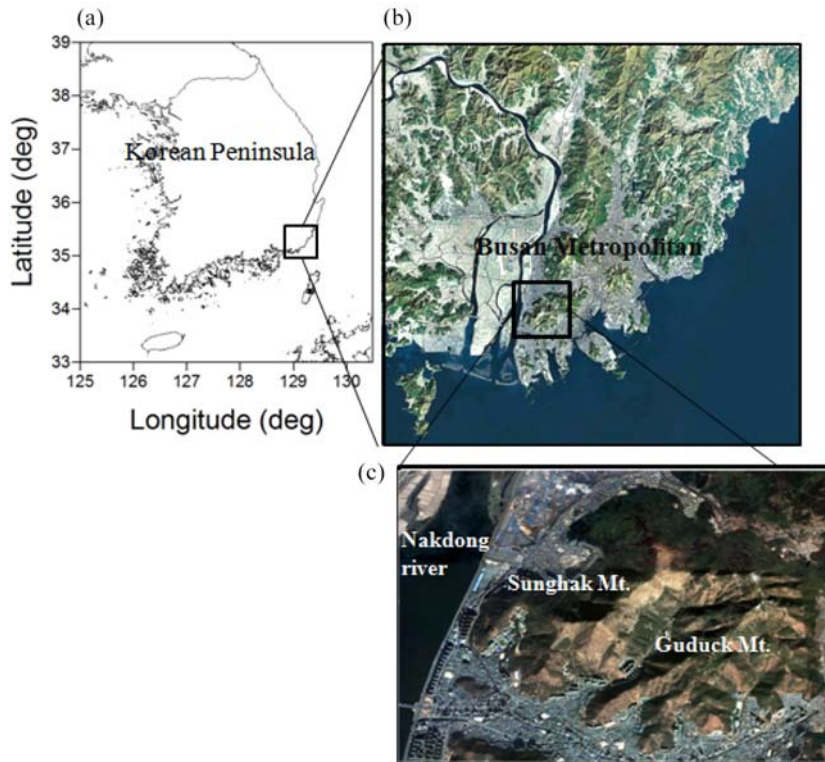 (a)
(b)
39
38
37
36
35
34
33
Latitude (deg)
Korean Peninsula
125
126
127
128
129
130
Longitude (deg)
Busan Metropolitan
(c)
Nakdong
river
Sunghak Mt.
Guduck Mt.